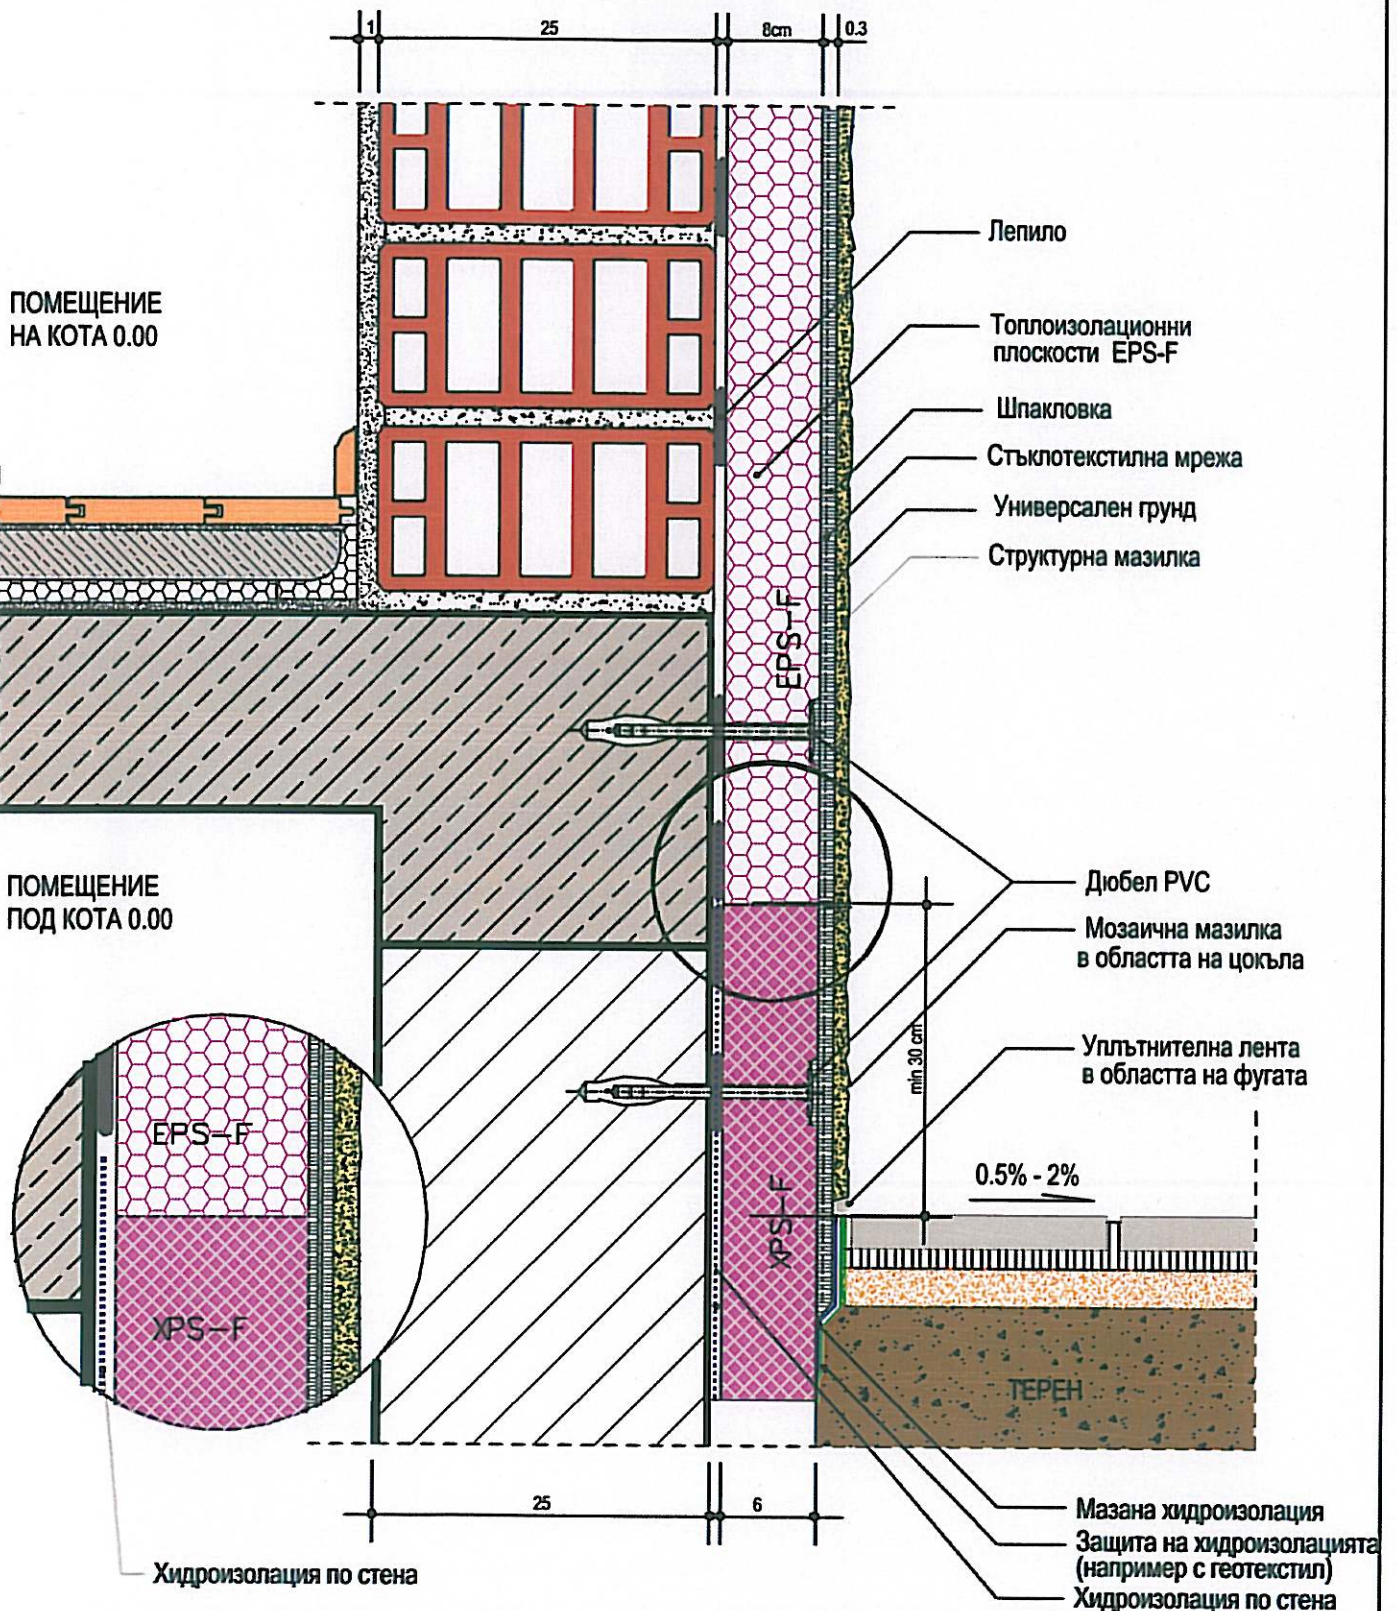 1
25
8cm
0.3
Лепило
ПОМЕЩЕНИЕ
НА КОТА 0.00
Топлоизолационни
плоскости EPS-F
Шпакловка
Стъклотекстилна мрежа
Универсален грунд
Структурна мазилка
EPS-F
ПОМЕЩЕНИЕ
ПОД КОТА 0.00
Дюбел PVC
Мозаична мазилка
в областта на цокъла
min 30 cm
Уплътнителна лента
в областта на фугата
EPS-F
0.5% - 2%
XPS-F
XPS-F
ТЕРЕН
25
6
Мазана хидроизолация
Защита на хидроизолацията
(например с геотекстил)
Хидроизолация по стена
Хидроизолация по стена